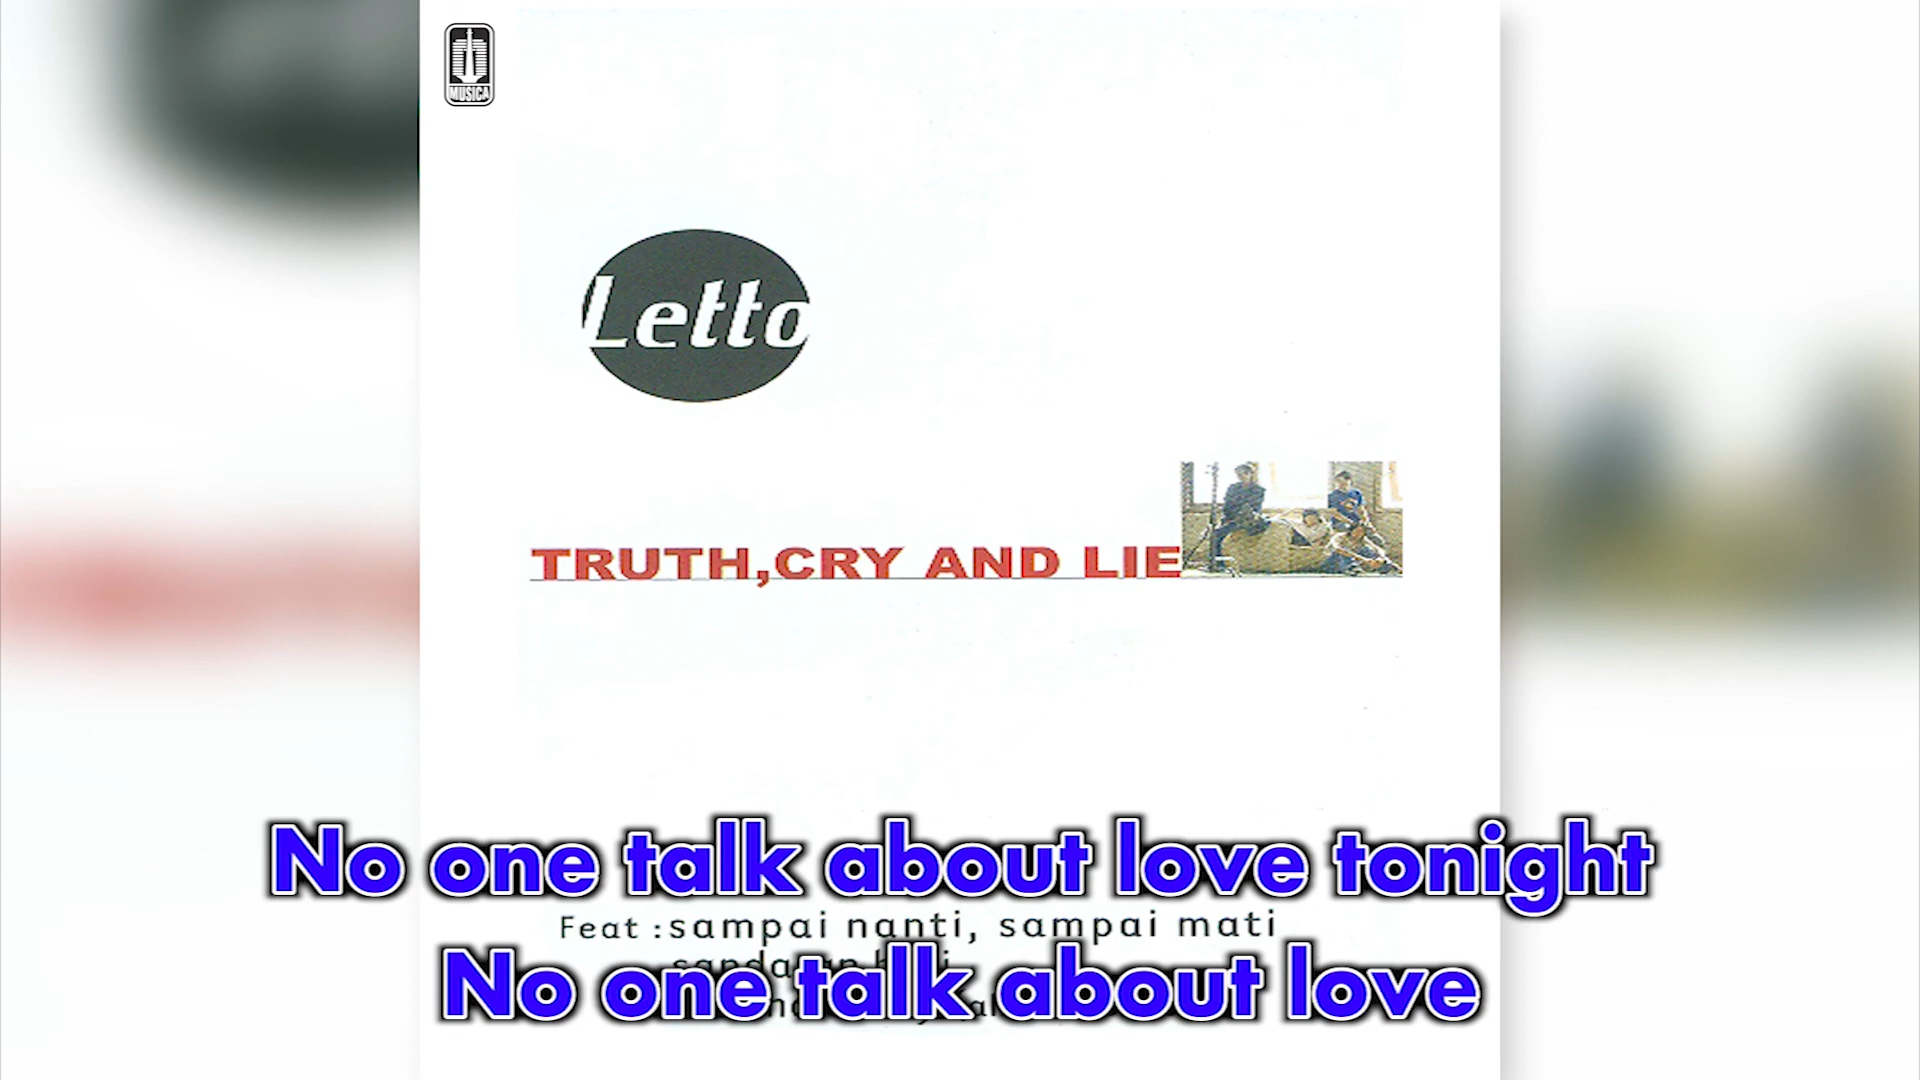 MUSICA
Letto
TRUTH,CRY AND LIE
No one talk about love tonight
Feat : sampai nanti, sampai mati
No one talk about love